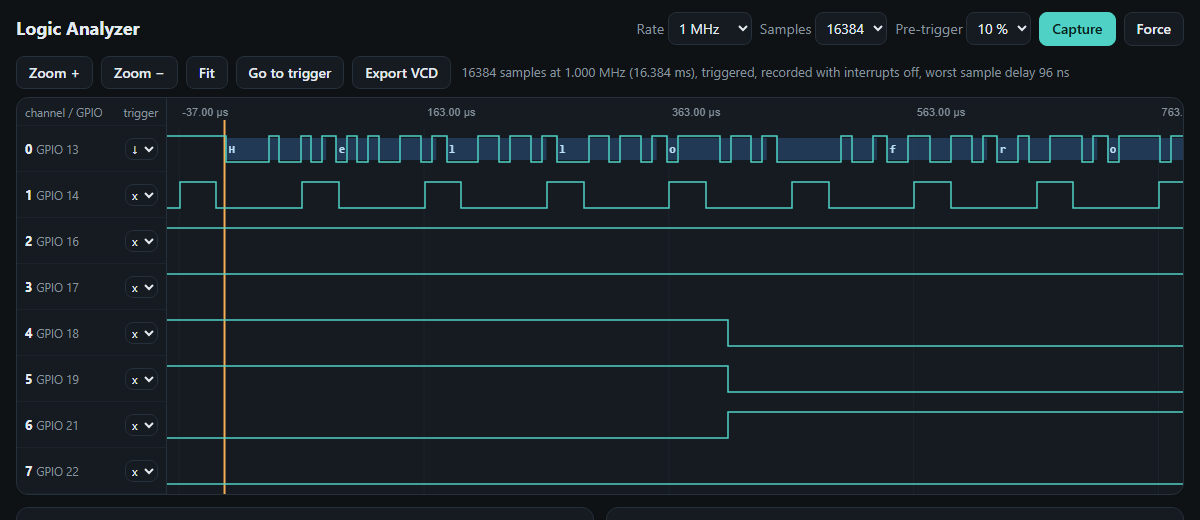 Logic Analyzer Rate 1 MHz Samples 16384 Pre-trigger 10 % Capture Force
Zoom + Zoom − Fit Go to trigger Export VCD 16384 samples at 1.000 MHz (16.384 ms), triggered, recorded with interrupts off, worst sample delay 96 ns
channel / GPIO trigger -37.00 µs 163.00 µs 363.00 µs 563.00 µs 763.
0 GPIO 13 ↓ H e l l o f r o
1 GPIO 14 x
2 GPIO 16 x
3 GPIO 17 x
4 GPIO 18 x
5 GPIO 19 x
6 GPIO 21 x
7 GPIO 22 x